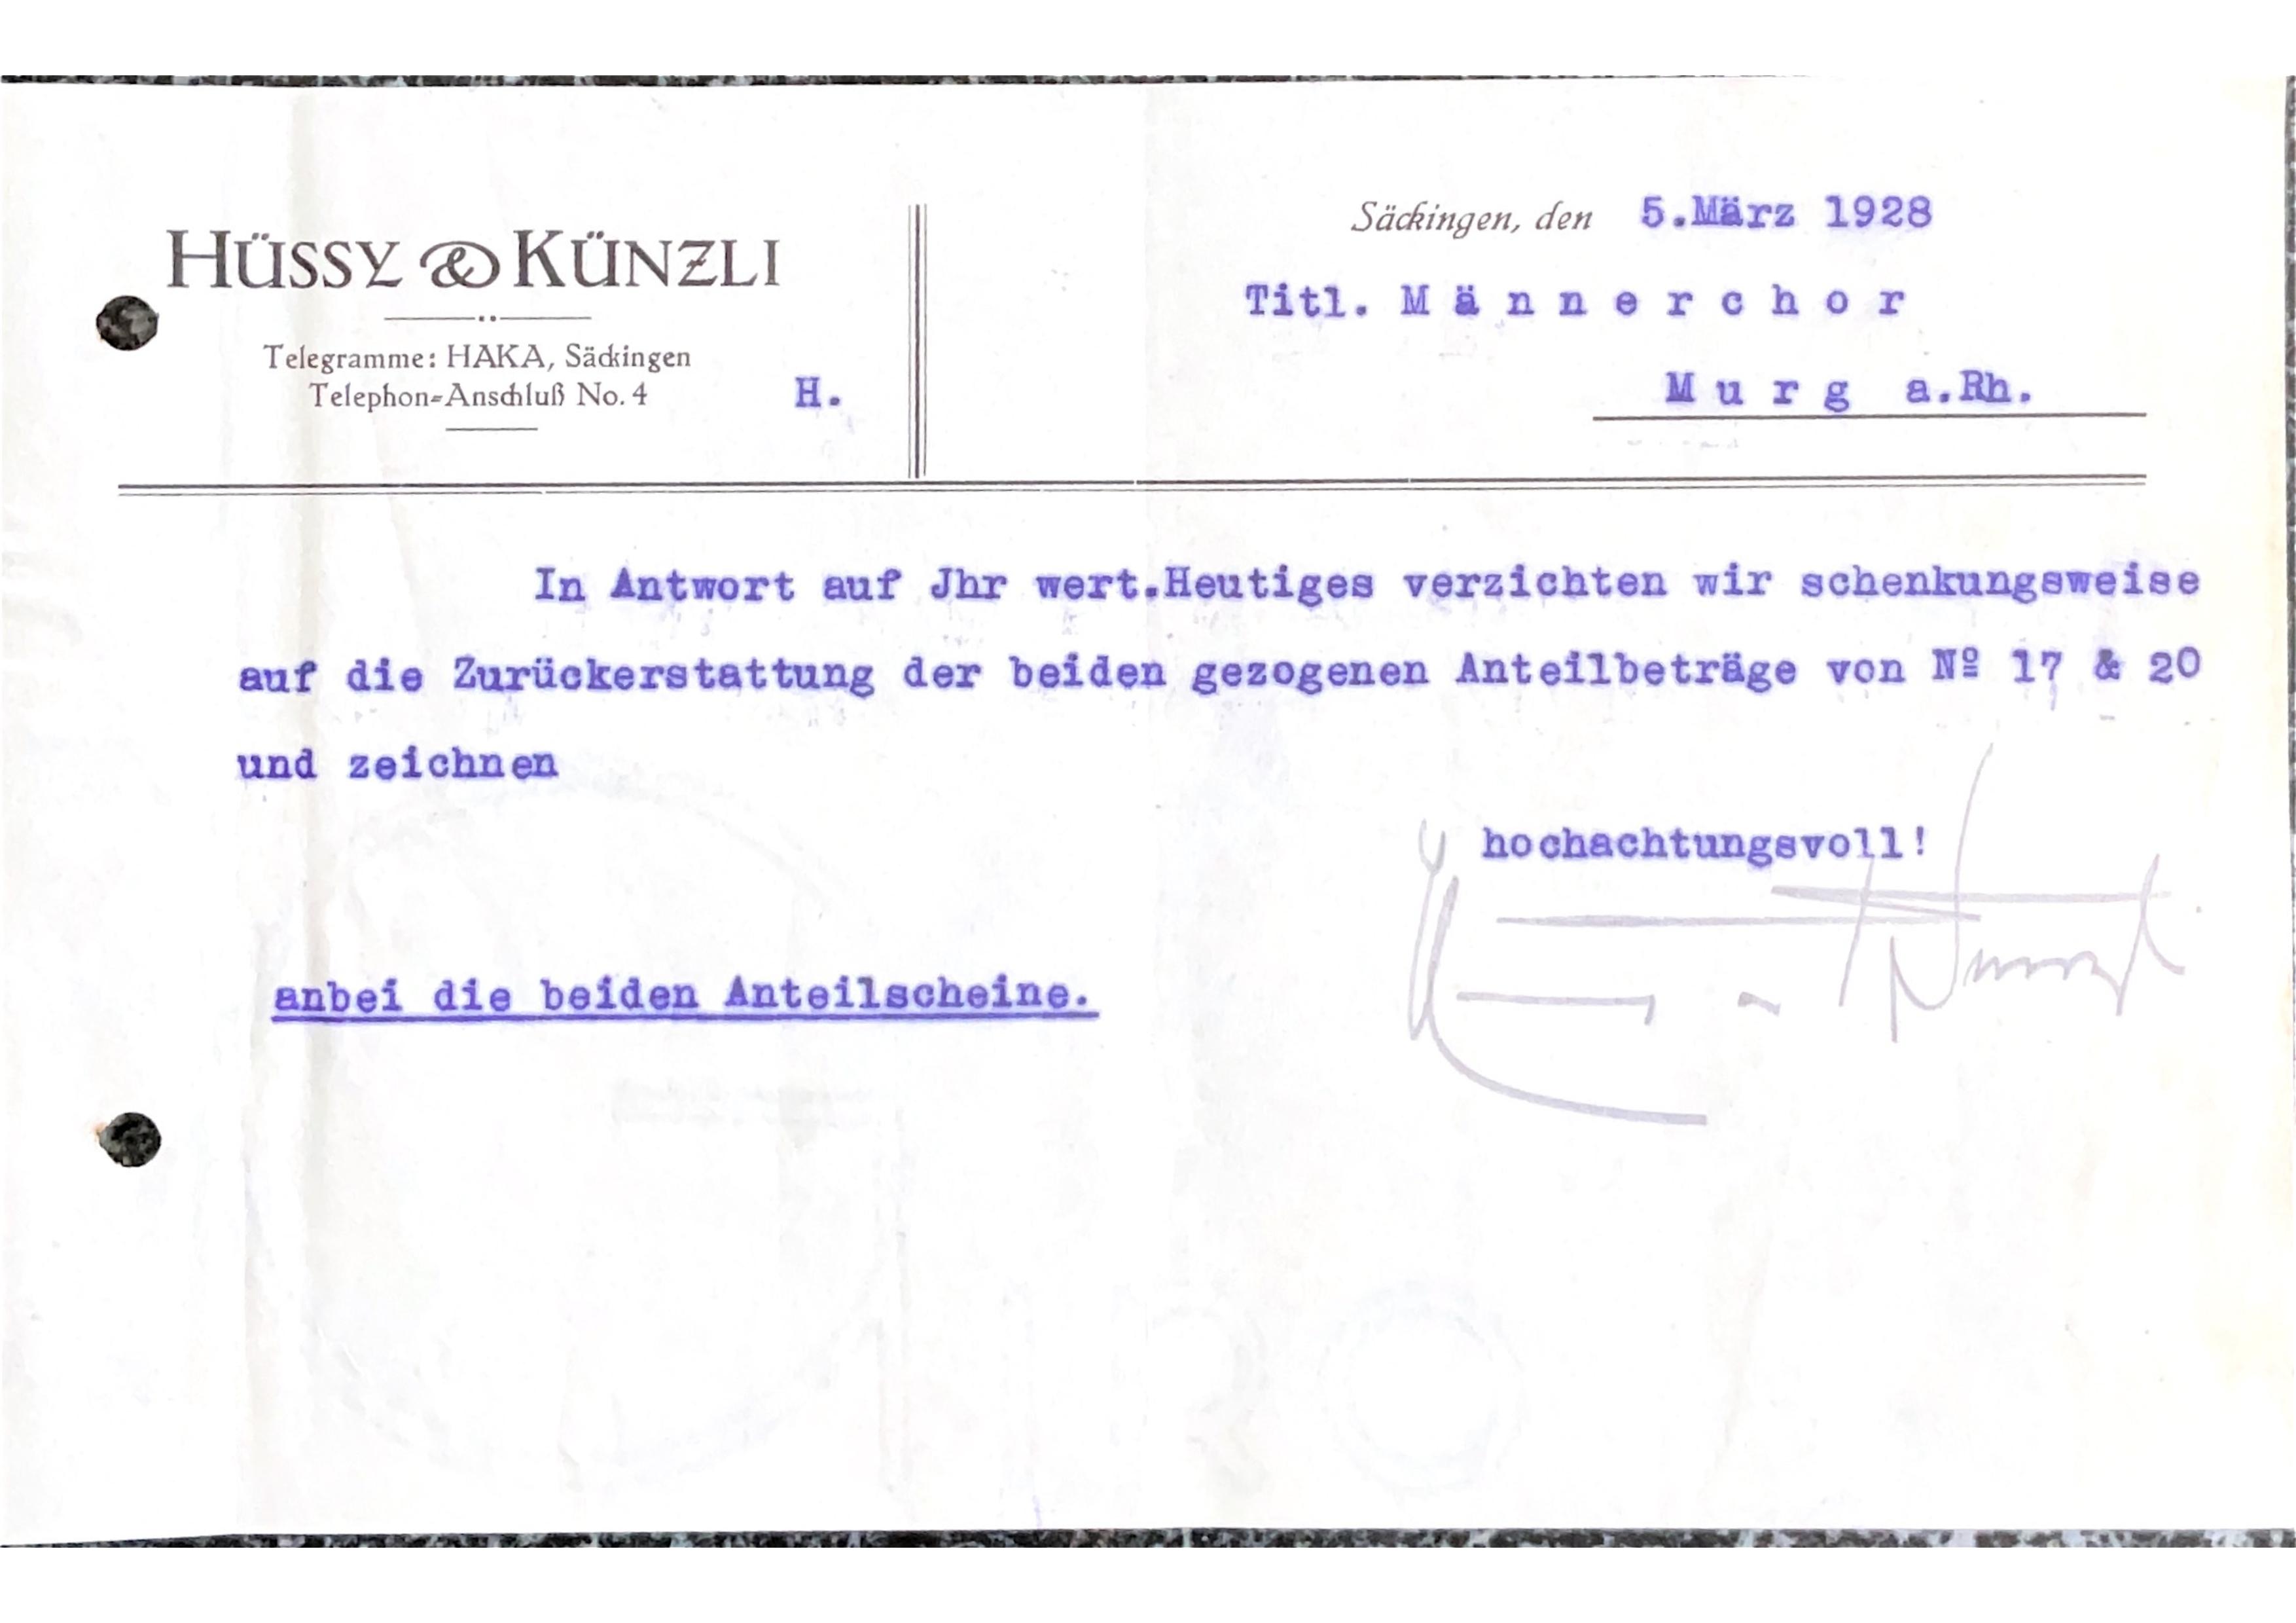 HÜSSY & KÜNZLI
Telegramme: HAKA, Säckingen
Telephon=Anschluß No. 4
H.
Säckingen, den 5.März 1928
Titl. Männerchor
Murg a.Rh.
In Antwort auf Jhr wert.Heutiges verzichten wir schenkungsweise
auf die Zurückerstattung der beiden gezogenen Anteilbeträge von Nº 17 & 20
und zeichnen
hochachtungsvoll!
anbei die beiden Anteilscheine.